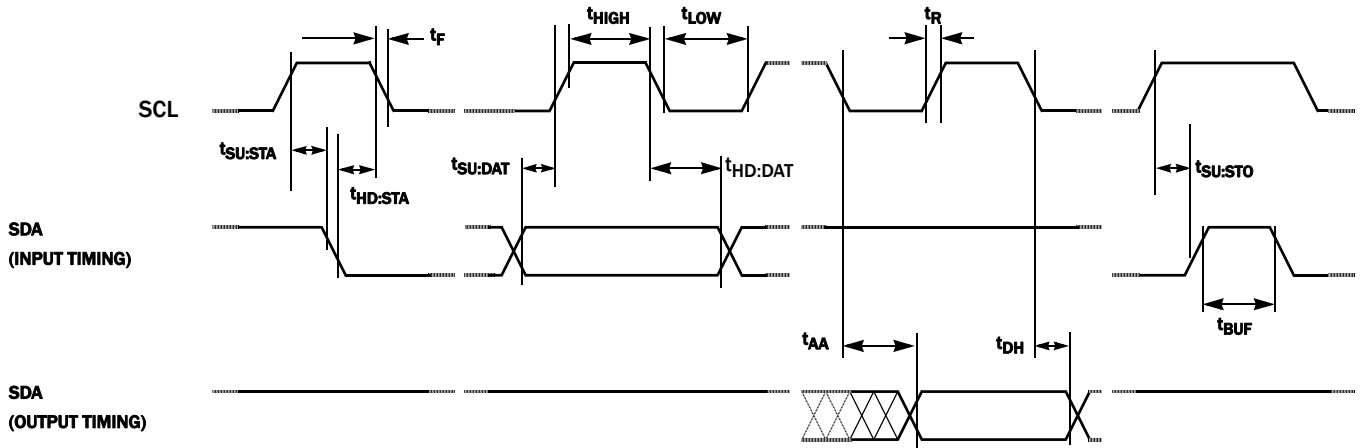 tHIGH
tLOW
tR
tF
SCL
tSU:STA
tSU:DAT
tHD:DAT
tSU:STO
tHD:STA
SDA
(INPUT TIMING)
tBUF
tAA
tDH
SDA
(OUTPUT TIMING)